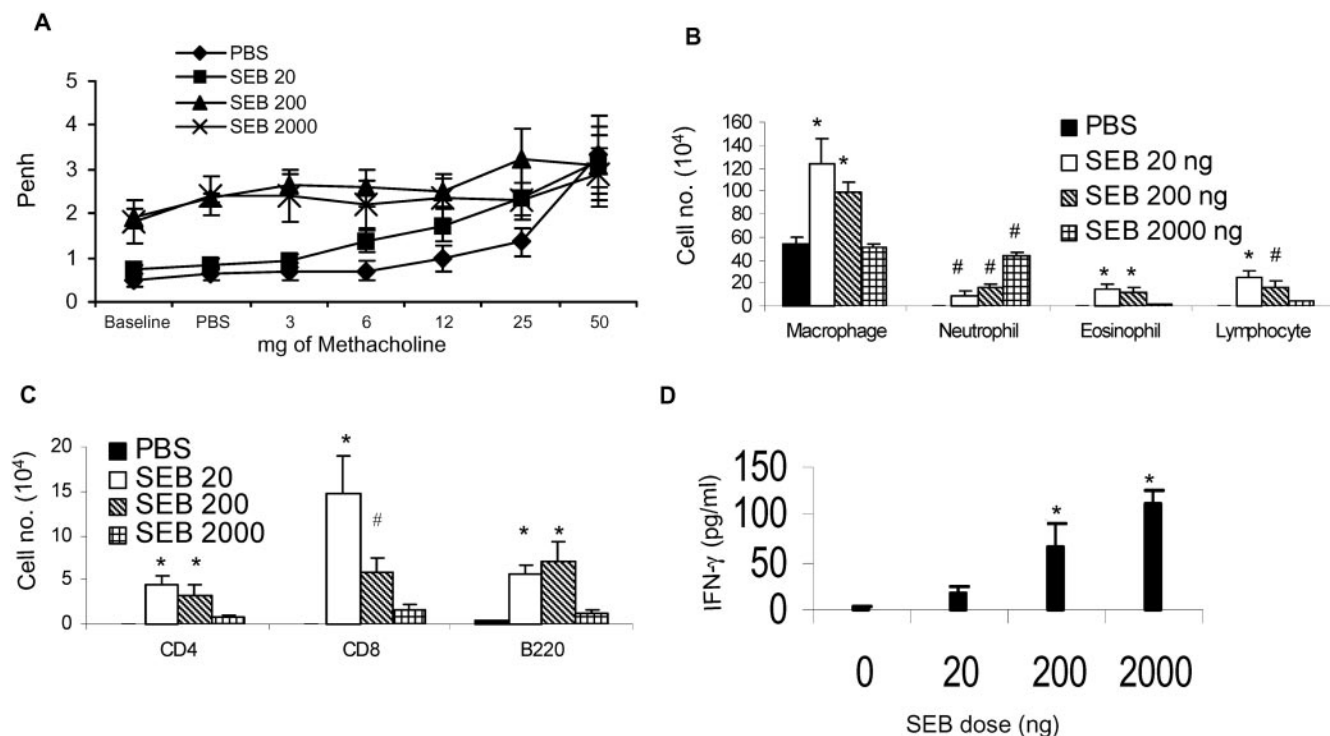 A
PBS
SEB 20
SEB 200
SEB 2000
5
4
3
2
1
0
Penh
Baseline PBS 3 6 12 25 50
mg of Methacholine
B
PBS
SEB 20 ng
SEB 200 ng
SEB 2000 ng
160
140
120
100
80
60
40
20
0
Cell no. (10⁴)
* *
# # #
* *
* #
Macrophage Neutrophil Eosinophil Lymphocyte
C
PBS
SEB 20
SEB 200
SEB 2000
20
15
10
5
0
Cell no. (10⁴)
* *
* #
* *
CD4 CD8 B220
D
150
100
50
0
IFN-γ (pg/ml)
* *
0 20 200 2000
SEB dose (ng)